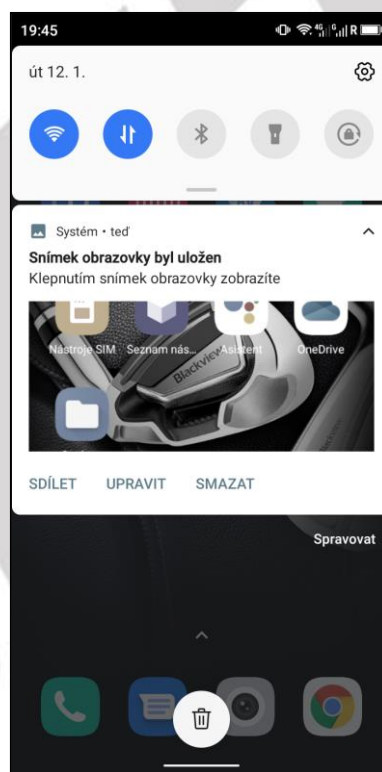 19:45
4G G R
út 12. 1.
Systém • teď
Snímek obrazovky byl uložen
Klepnutím snímek obrazovky zobrazíte
Nástroje SIM Seznam nás... Asistent OneDrive
Blackview
SDÍLET UPRAVIT SMAZAT
Spravovat